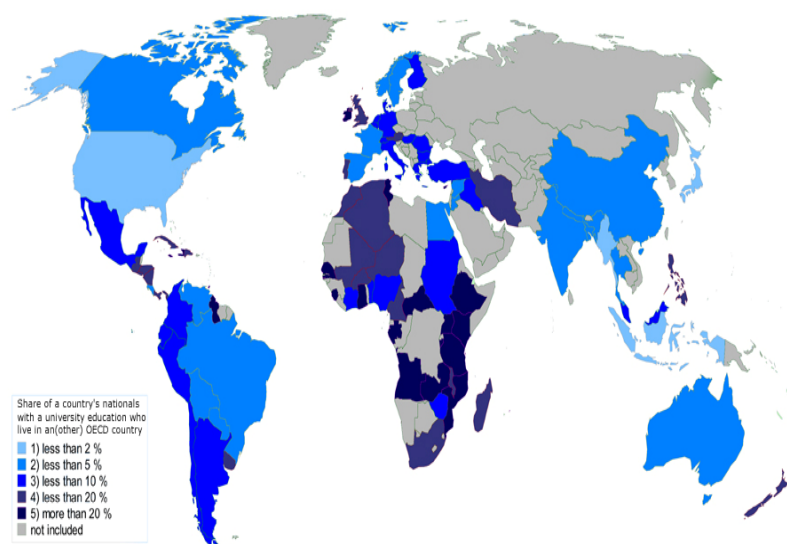 Share of a country's nationals
with a university education who
live in an(other) OECD country
1) less than 2 %
2) less than 5 %
3) less than 10 %
4) less than 20 %
5) more than 20 %
not included